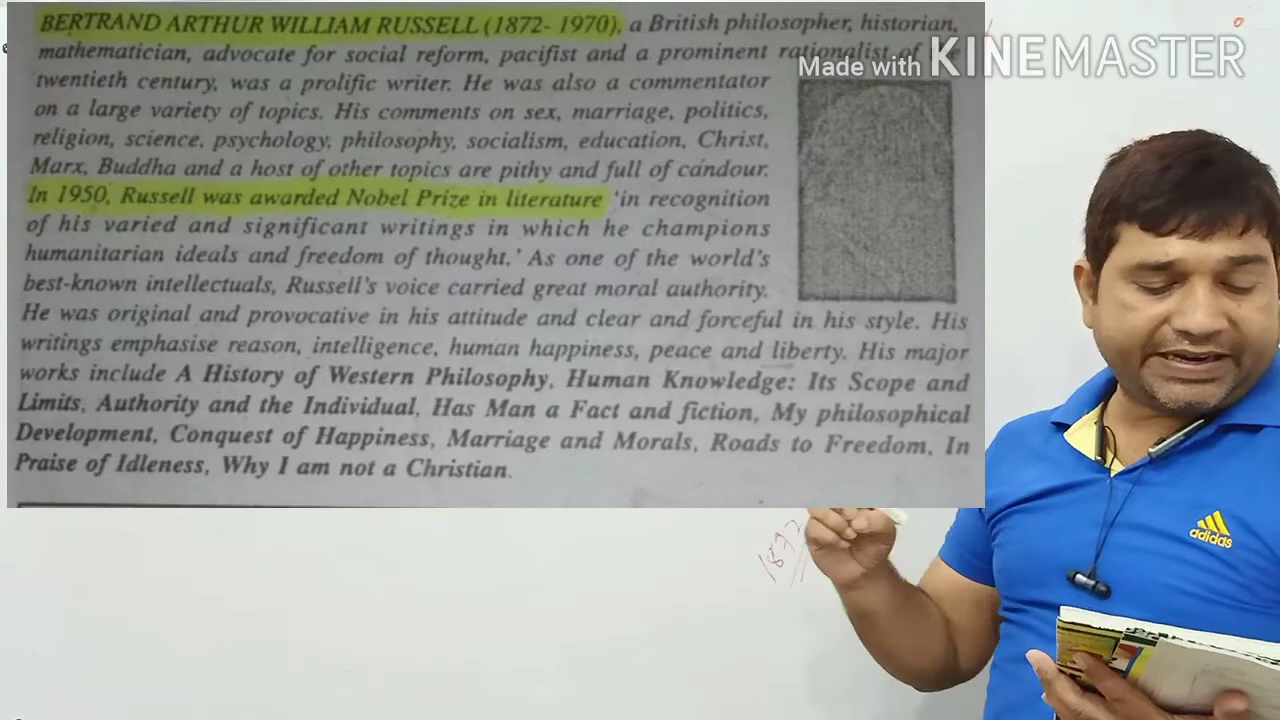 BERTRAND ARTHUR WILLIAM RUSSELL (1872- 1970), a British philosopher, historian,
mathematician, advocate for social reform, pacifist and a prominent rationalist of
twentieth century, was a prolific writer. He was also a commentator
on a large variety of topics. His comments on sex, marriage, politics,
religion, science, psychology, philosophy, socialism, education, Christ,
Marx, Buddha and a host of other topics are pithy and full of candour.
In 1950, Russell was awarded Nobel Prize in literature 'in recognition
of his varied and significant writings in which he champions
humanitarian ideals and freedom of thought,' As one of the world's
best-known intellectuals, Russell's voice carried great moral authority.
He was original and provocative in his attitude and clear and forceful in his style. His
writings emphasise reason, intelligence, human happiness, peace and liberty. His major
works include A History of Western Philosophy, Human Knowledge: Its Scope and
Limits, Authority and the Individual, Has Man a Fact and fiction, My philosophical
Development, Conquest of Happiness, Marriage and Morals, Roads to Freedom, In
Praise of Idleness, Why I am not a Christian.
Made with KINEMASTER
1872
adidas